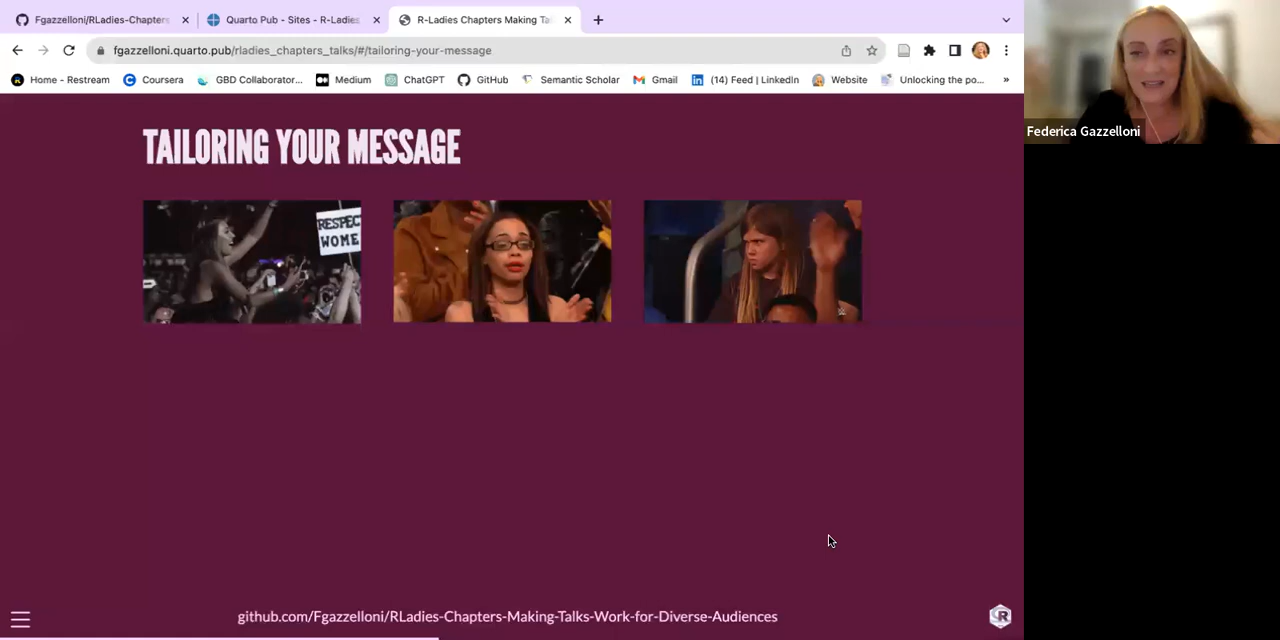 Fgazzelloni/RLadies-Chapters
Quarto Pub - Sites - R-Ladies
R-Ladies Chapters Making Ta
fgazzelloni.quarto.pub/rladies_chapters_talks/#/tailoring-your-message
Home - Restream
Coursera
GBD Collaborator...
Medium
ChatGPT
GitHub
Semantic Scholar
Gmail
(14) Feed | LinkedIn
Website
Unlocking the po...
»
Federica Gazzelloni
TAILORING YOUR MESSAGE
RESPECT
WOME
github.com/Fgazzelloni/RLadies-Chapters-Making-Talks-Work-for-Diverse-Audiences
R